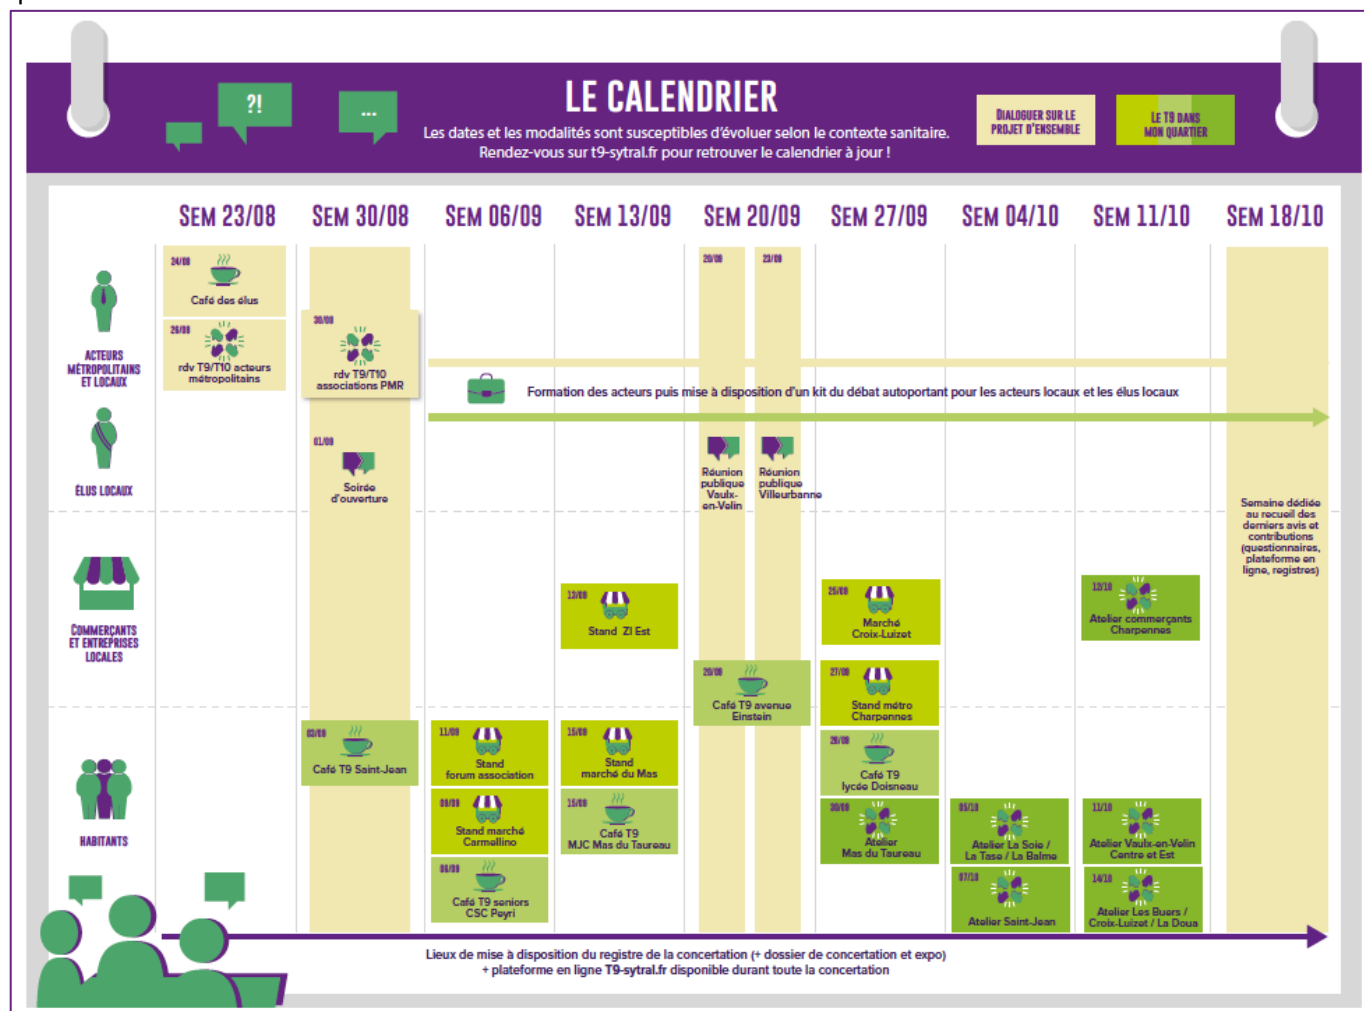 ?!
...
LE CALENDRIER
Les dates et les modalités sont susceptibles d'évoluer selon le contexte sanitaire.
Rendez-vous sur t9-sytral.fr pour retrouver le calendrier à jour !
DIALOGUER SUR LE
PROJET D'ENSEMBLE
LE T9 DANS
MON QUARTIER
SEM 23/08
SEM 30/08
SEM 06/09
SEM 13/09
SEM 20/09
SEM 27/09
SEM 04/10
SEM 11/10
SEM 18/10
ACTEURS
MÉTROPOLITAINS
ET LOCAUX
24/08
Café des élus
26/08
rdv T9/T10 acteurs
métropolitains
30/08
rdv T9/T10
associations PMR
20/09
23/09
Formation des acteurs puis mise à disposition d'un kit du débat autoportant pour les acteurs locaux et les élus locaux
ÉLUS LOCAUX
01/09
Soirée
d'ouverture
Réunion
publique
Vaulx-
en-Velin
Réunion
publique
Villeurbanne
Semaine dédiée
au recueil des
derniers avis et
contributions
(questionnaires,
plateforme en
ligne, registres)
COMMERÇANTS
ET ENTREPRISES
LOCALES
13/09
Stand ZI Est
25/09
Marché
Croix-Luizet
12/10
Atelier commerçants
Charpennes
20/09
Café T9 avenue
Einstein
27/09
Stand métro
Charpennes
HABITANTS
03/09
Café T9 Saint-Jean
11/09
Stand
forum association
15/09
Stand
marché du Mas
28/09
Café T9
lycée Doisneau
09/09
Stand marché
Carmellino
15/09
Café T9
MJC Mas du Taureau
30/09
Atelier
Mas du Taureau
05/10
Atelier La Soie /
La Tase / La Balme
11/10
Atelier Vaulx-en-Velin
Centre et Est
06/09
Café T9 seniors
CSC Peyri
07/10
Atelier Saint-Jean
14/10
Atelier Les Buers /
Croix-Luizet / La Doua
Lieux de mise à disposition du registre de la concertation (+ dossier de concertation et expo)
+ plateforme en ligne T9-sytral.fr disponible durant toute la concertation